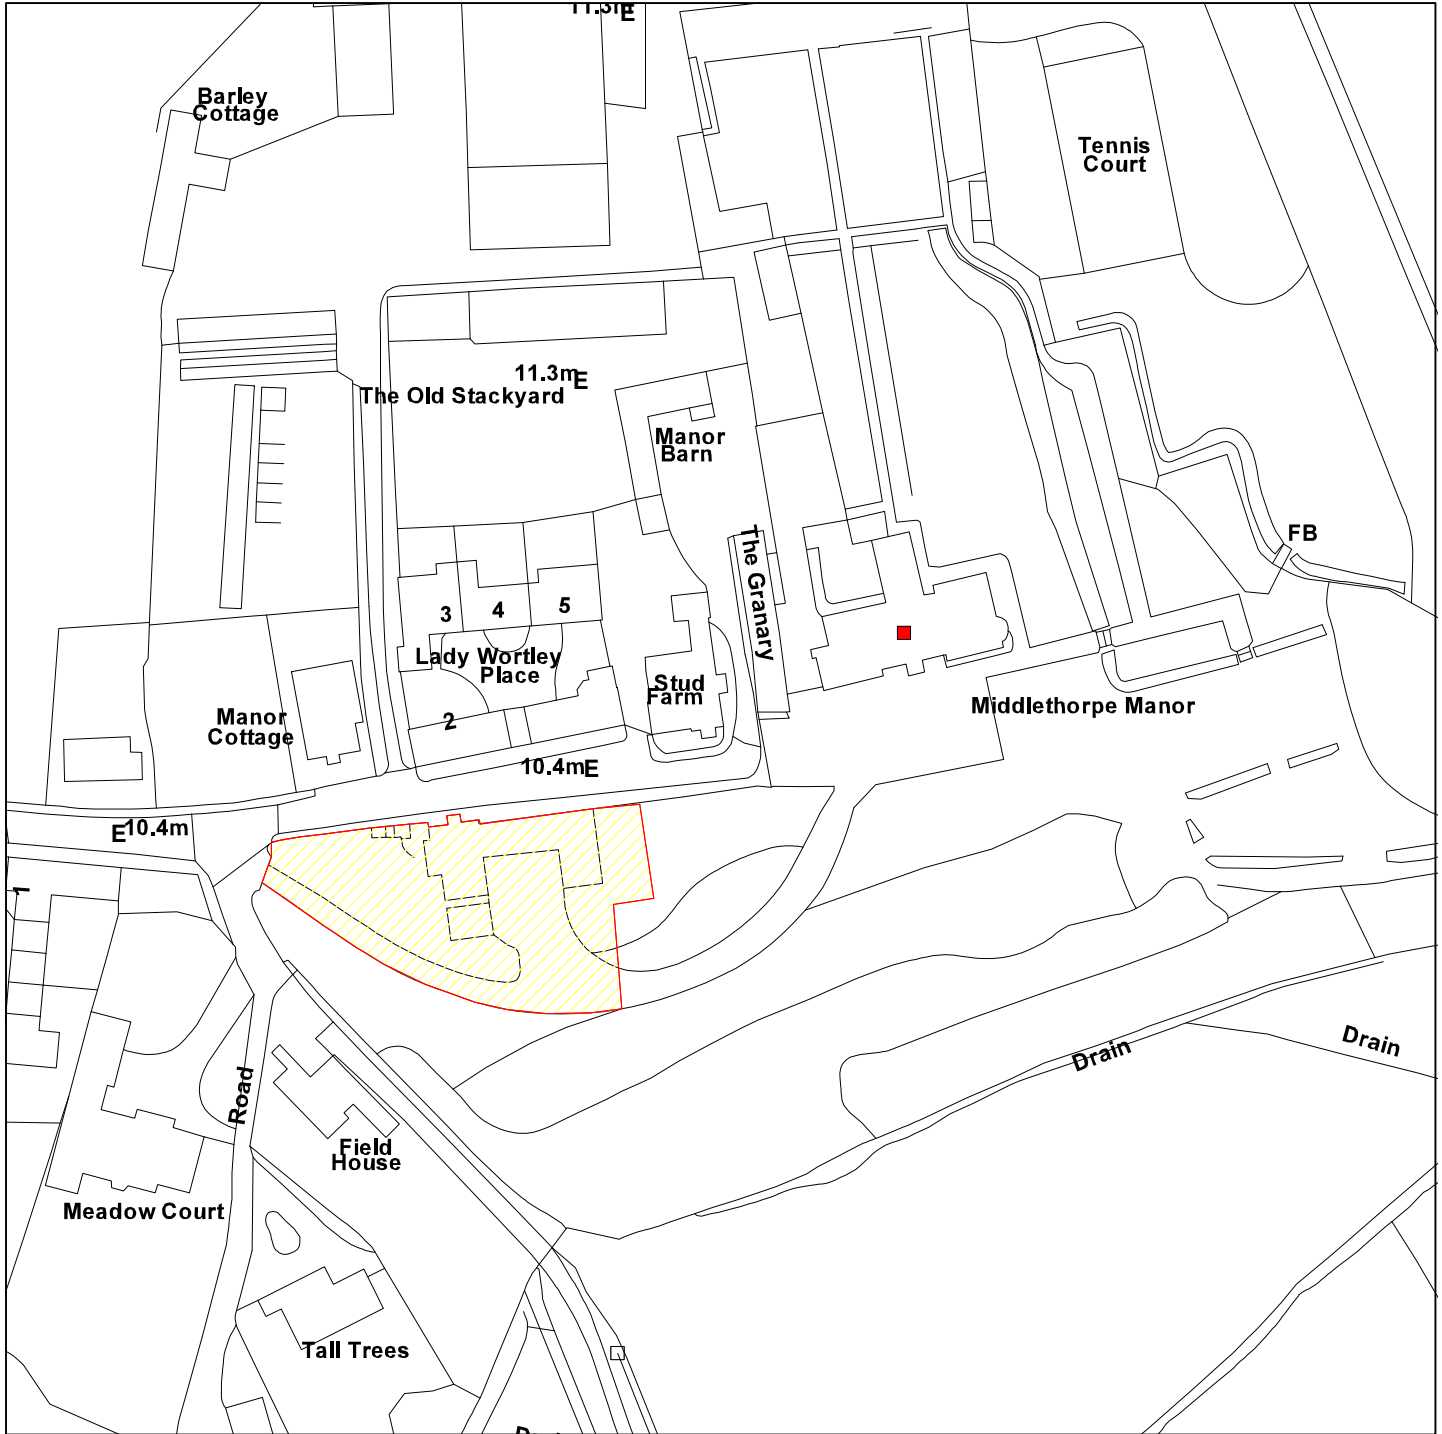 11.3m
E
Barley
Cottage
Tennis
Court
11.3m
E
The Old Stackyard
Manor
Barn
FB
The Granary
3
4
5
Lady Wortley
Place
Stud
Farm
Middlethorpe Manor
2
Manor
Cottage
10.4m
E
E
10.4m
1
Drain
Drain
Road
Field
House
Meadow Court
Tall Trees